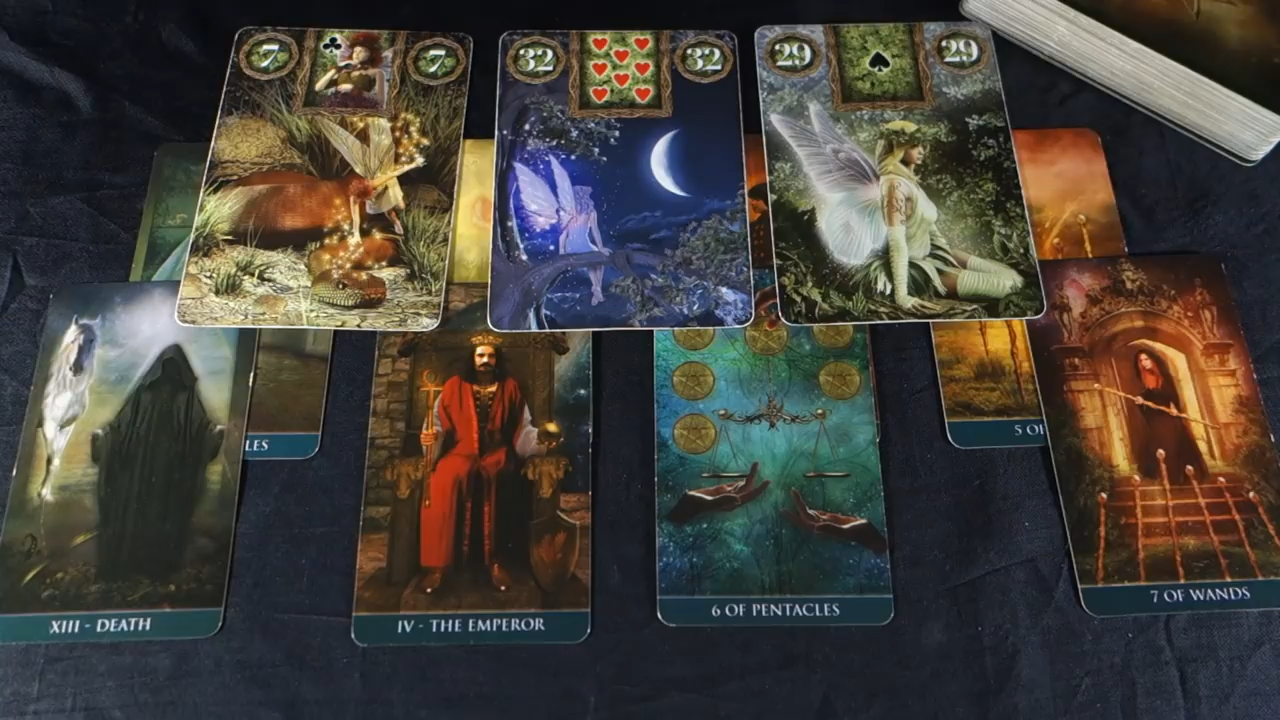 7 7
32 32
29 29
LES
5 OF
XIII - DEATH
IV - THE EMPEROR
6 OF PENTACLES
7 OF WANDS